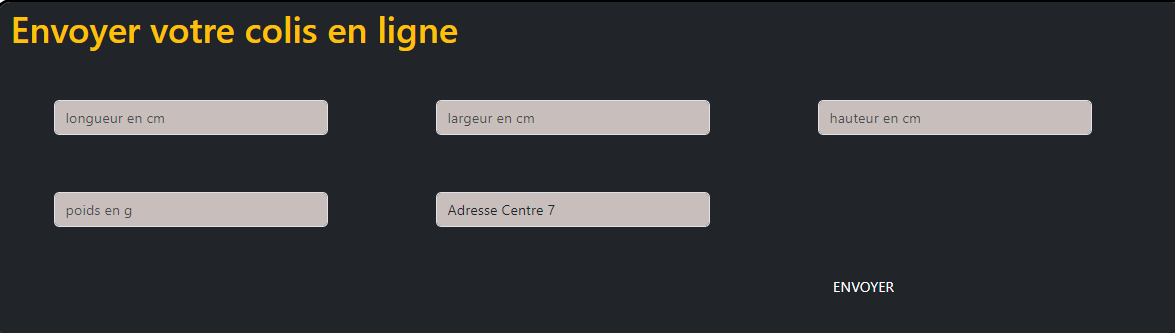 Envoyer votre colis en ligne
longueur en cm
largeur en cm
hauteur en cm
poids en g
Adresse Centre 7
ENVOYER